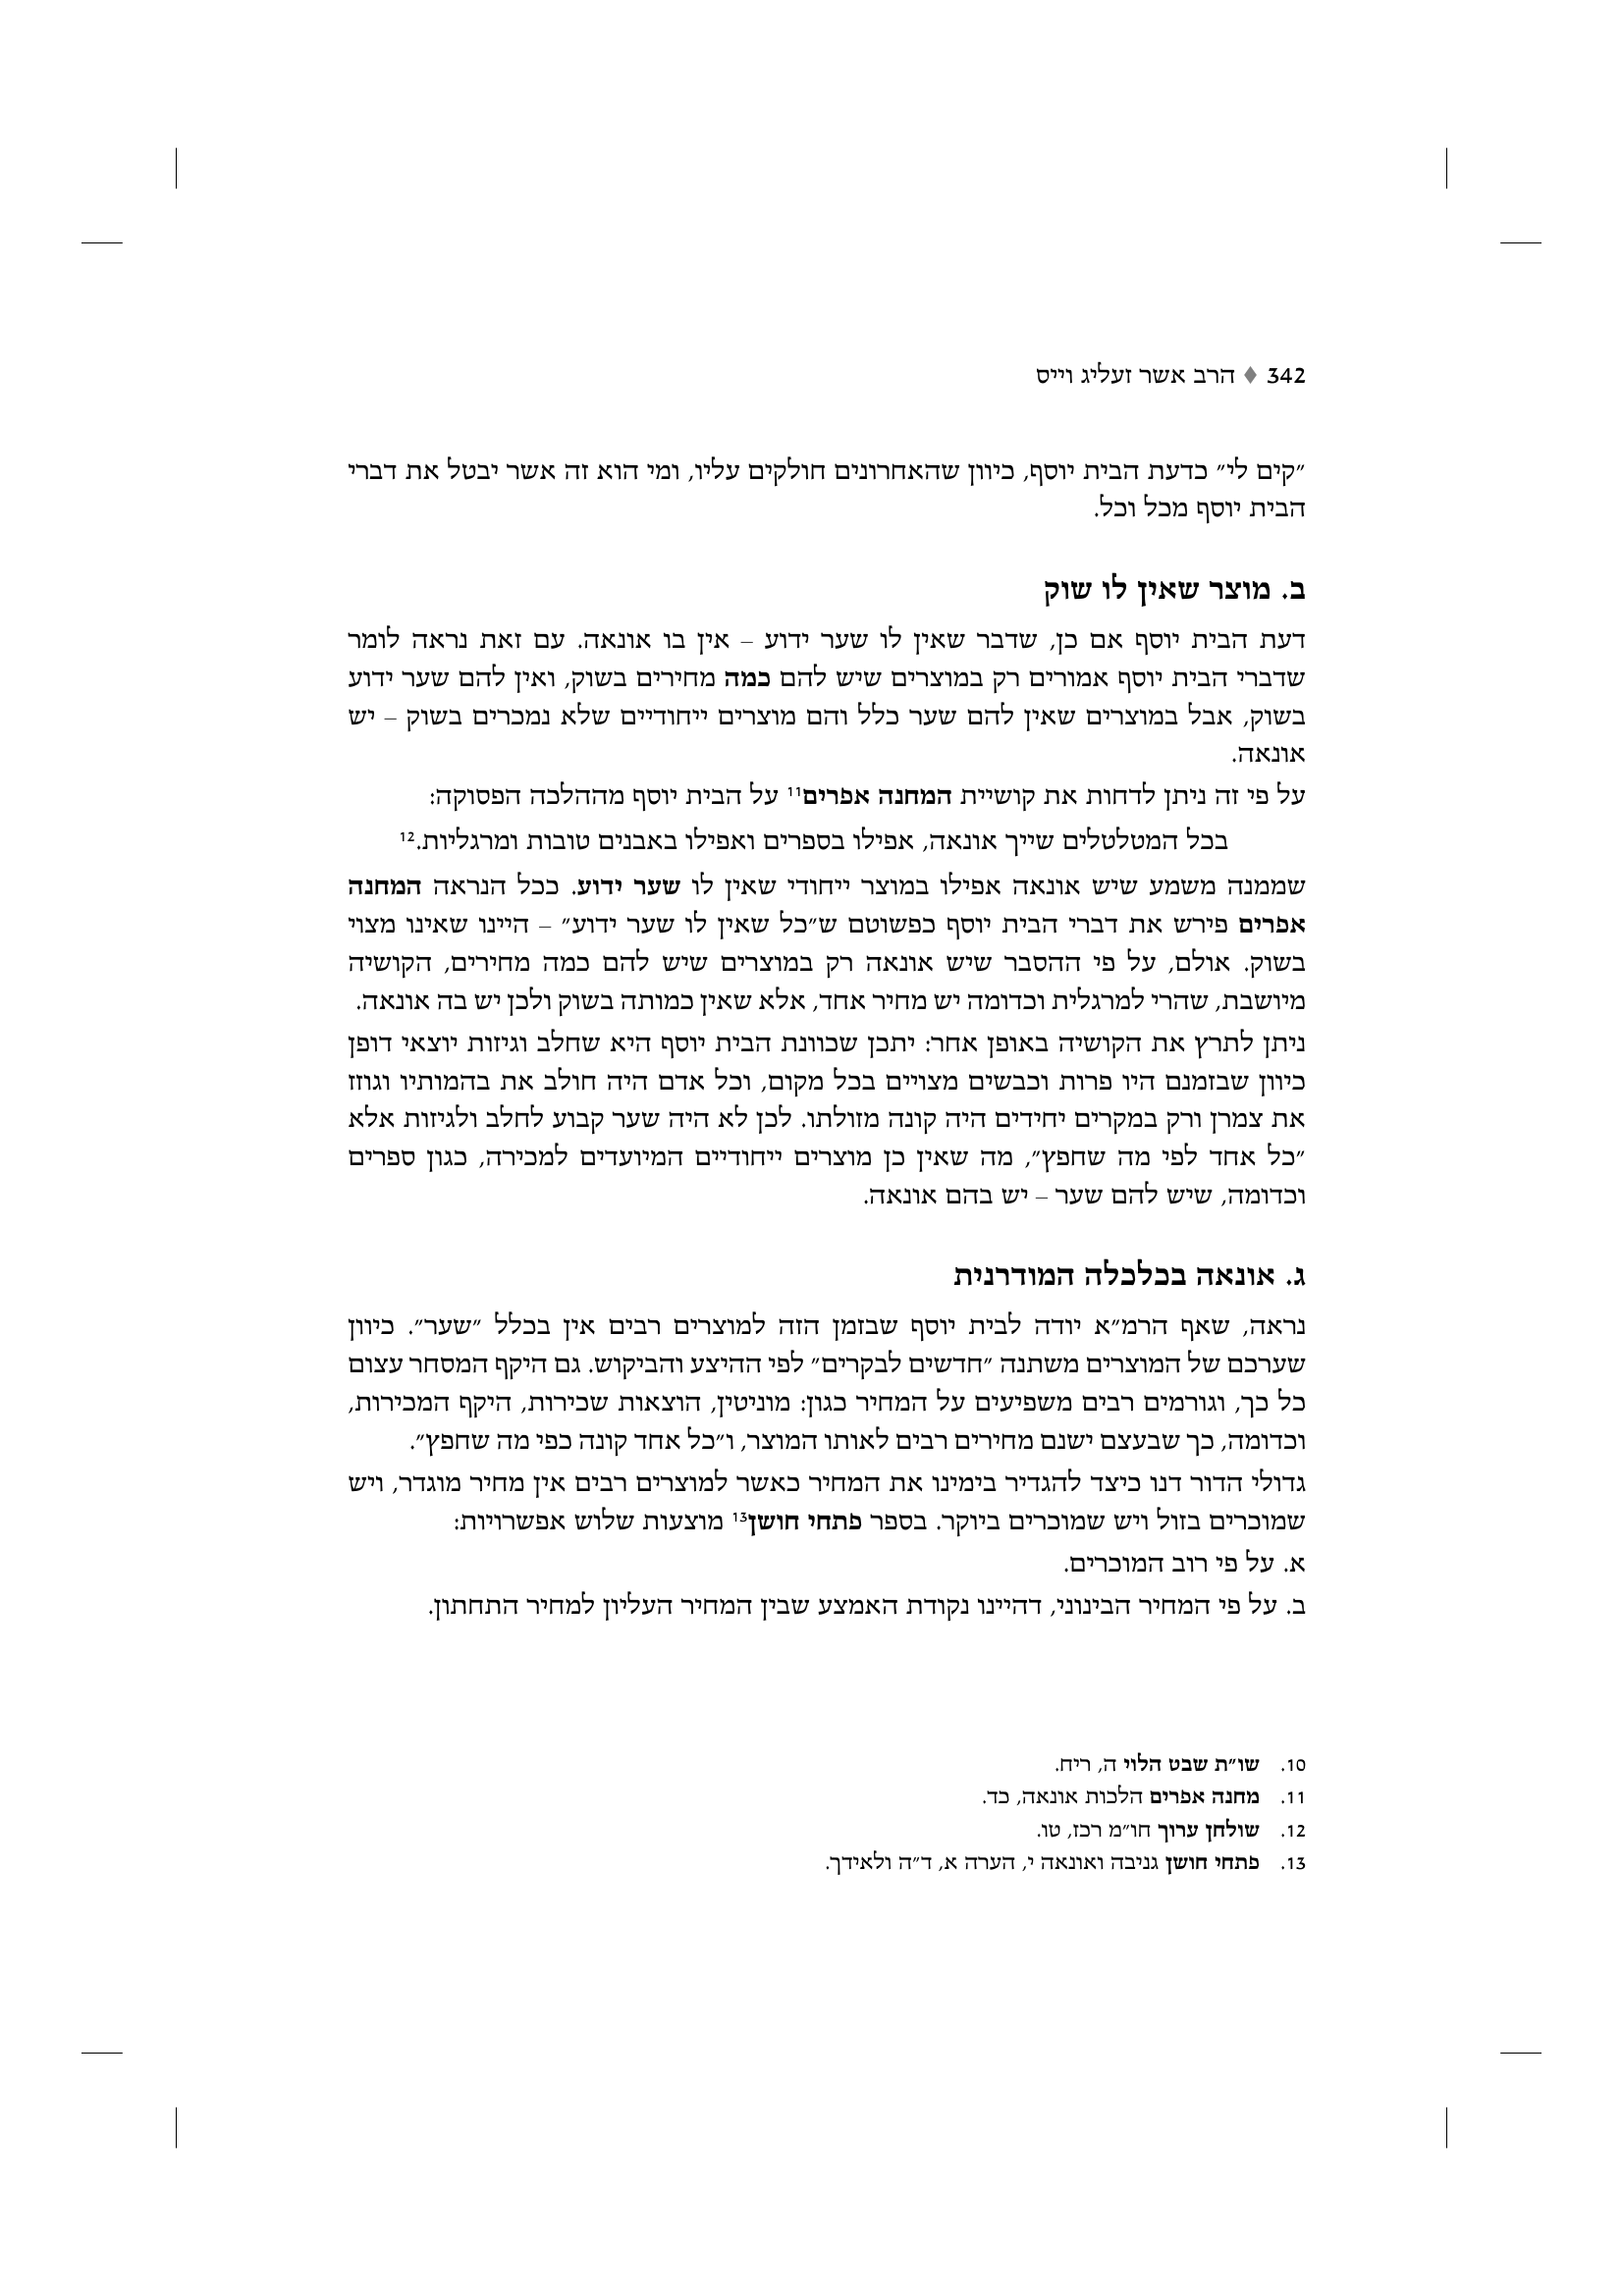 342 ♦ הרב אשר זעליג וייס
״קים לי״ כדעת הבית יוסף, כיוון שהאחרונים חולקים עליו, ומי הוא זה אשר יבטל את דברי
הבית יוסף מכל וכל.
ב. מוצר שאין לו שוק
דעת הבית יוסף אם כן, שדבר שאין לו שער ידוע – אין בו אונאה. עם זאת נראה לומר
שדברי הבית יוסף אמורים רק במוצרים שיש להם כמה מחירים בשוק, ואין להם שער ידוע
בשוק, אבל במוצרים שאין להם שער כלל והם מוצרים ייחודיים שלא נמכרים בשוק – יש
אונאה.
על פי זה ניתן לדחות את קושיית המחנה אפרים11 על הבית יוסף מההלכה הפסוקה:
בכל המטלטלים שייך אונאה, אפילו בספרים ואפילו באבנים טובות ומרגליות.12
שממנה משמע שיש אונאה אפילו במוצר ייחודי שאין לו שער ידוע. ככל הנראה המחנה
אפרים פירש את דברי הבית יוסף כפשוטם ש״כל שאין לו שער ידוע״ – היינו שאינו מצוי
בשוק. אולם, על פי ההסבר שיש אונאה רק במוצרים שיש להם כמה מחירים, הקושיה
מיושבת, שהרי למרגלית וכדומה יש מחיר אחד, אלא שאין כמותה בשוק ולכן יש בה אונאה.
ניתן לתרץ את הקושיה באופן אחר: יתכן שכוונת הבית יוסף היא שחלב וגיזות יוצאי דופן
כיוון שבזמנם היו פרות וכבשים מצויים בכל מקום, וכל אדם היה חולב את בהמותיו וגוזז
את צמרן ורק במקרים יחידים היה קונה מזולתו. לכן לא היה שער קבוע לחלב ולגיזות אלא
״כל אחד לפי מה שחפץ״, מה שאין כן מוצרים ייחודיים המיועדים למכירה, כגון ספרים
וכדומה, שיש להם שער – יש בהם אונאה.
ג. אונאה בכלכלה המודרנית
נראה, שאף הרמ״א יודה לבית יוסף שבזמן הזה למוצרים רבים אין בכלל ״שער״. כיוון
שערכם של המוצרים משתנה ״חדשים לבקרים״ לפי ההיצע והביקוש. גם היקף המסחר עצום
כל כך, וגורמים רבים משפיעים על המחיר כגון: מוניטין, הוצאות שכירות, היקף המכירות,
וכדומה, כך שבעצם ישנם מחירים רבים לאותו המוצר, ו״כל אחד קונה כפי מה שחפץ״.
גדולי הדור דנו כיצד להגדיר בימינו את המחיר כאשר למוצרים רבים אין מחיר מוגדר, ויש
שמוכרים בזול ויש שמוכרים ביוקר. בספר פתחי חושן13 מוצעות שלוש אפשרויות:
א. על פי רוב המוכרים.
ב. על פי המחיר הבינוני, דהיינו נקודת האמצע שבין המחיר העליון למחיר התחתון.
10. שו״ת שבט הלוי ה, ריח.
11. מחנה אפרים הלכות אונאה, כד.
12. שולחן ערוך חו״מ רכז, טו.
13. פתחי חושן גניבה ואונאה י, הערה א, ד״ה ולאידך.